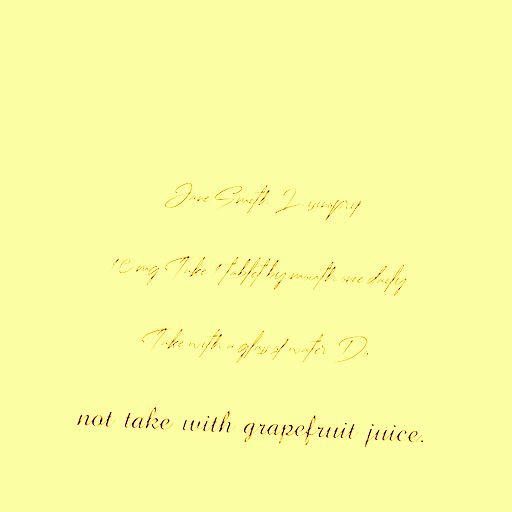 Jane Smith
10 mg Take 1 tablet by mouth once daily
Take with a glass of water Do
not take with grapefruit juice.